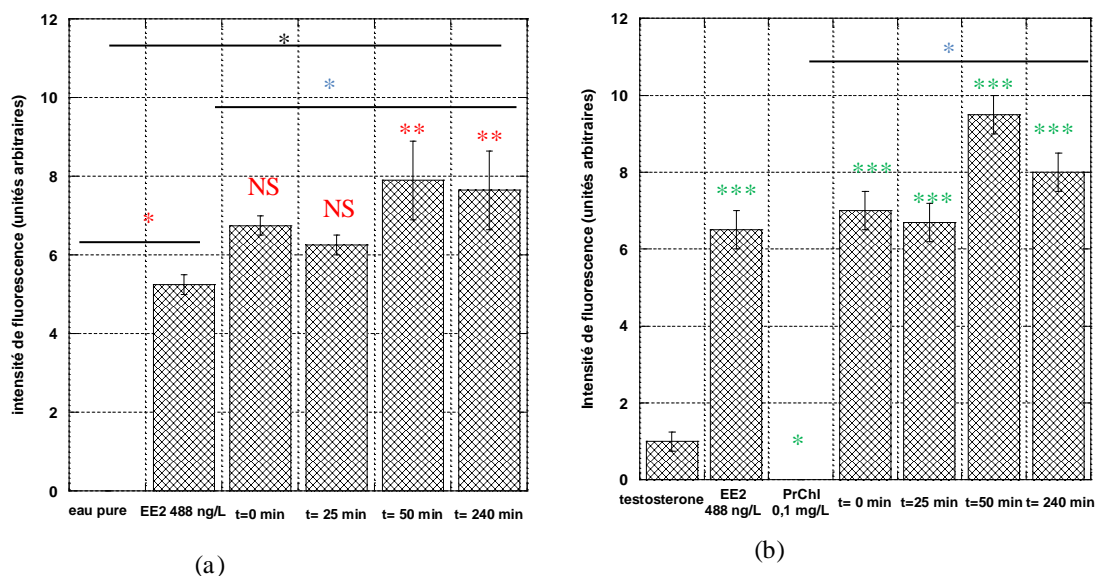 12
10
8
6
4
2
0
intensité de fluorescence (unités arbitraires)
*
*
*
NS
NS
**
**
eau pure
EE2 488 ng/L
t=0 min
t= 25 min
t= 50 min
t= 240 min
(a)
12
10
8
6
4
2
0
Intensité de fluorescence (unités arbitraires)
*
***
*
***
***
***
***
testosterone
EE2
488 ng/L
PrChl
0,1 mg/L
t= 0 min
t=25 min
t=50 min
t= 240 min
(b)